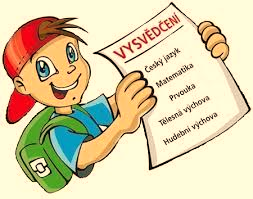 VYSVĚDČENÍ
Český jazyk
Matematika
Prvouka
Tělesná výchova
Hudební výchova